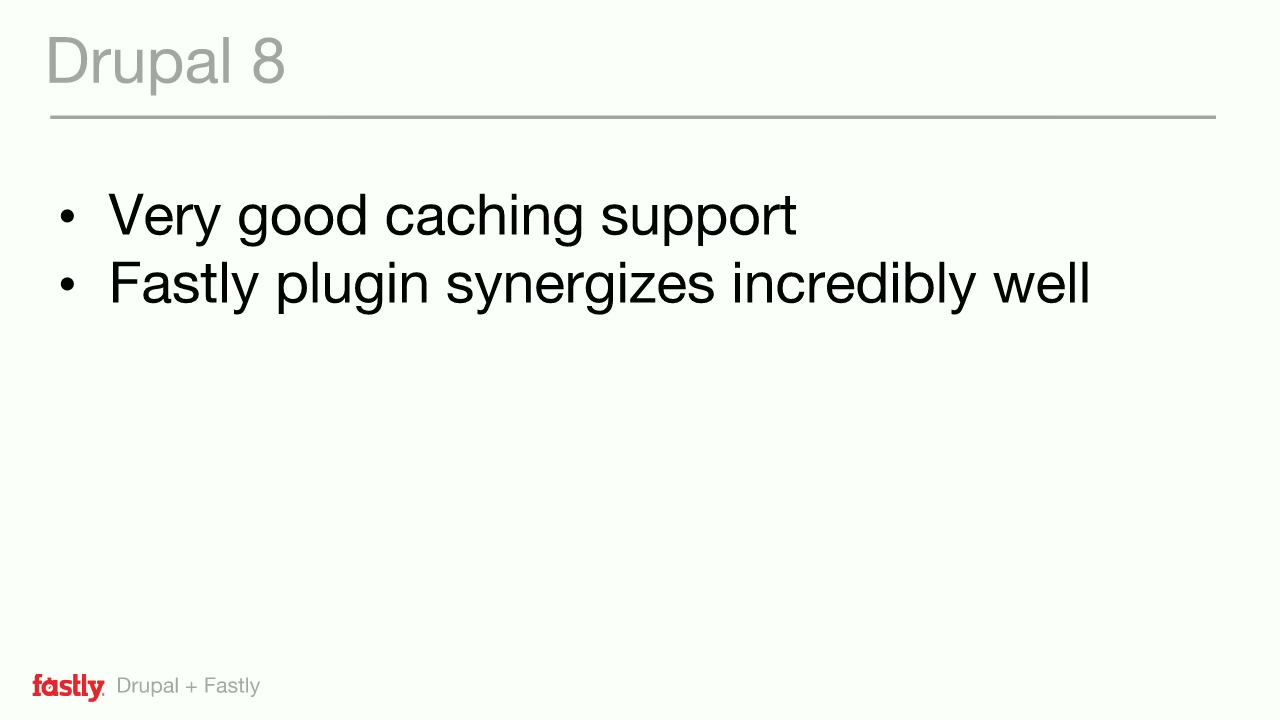 Drupal 8
• Very good caching support
• Fastly plugin synergizes incredibly well
fastly. Drupal + Fastly